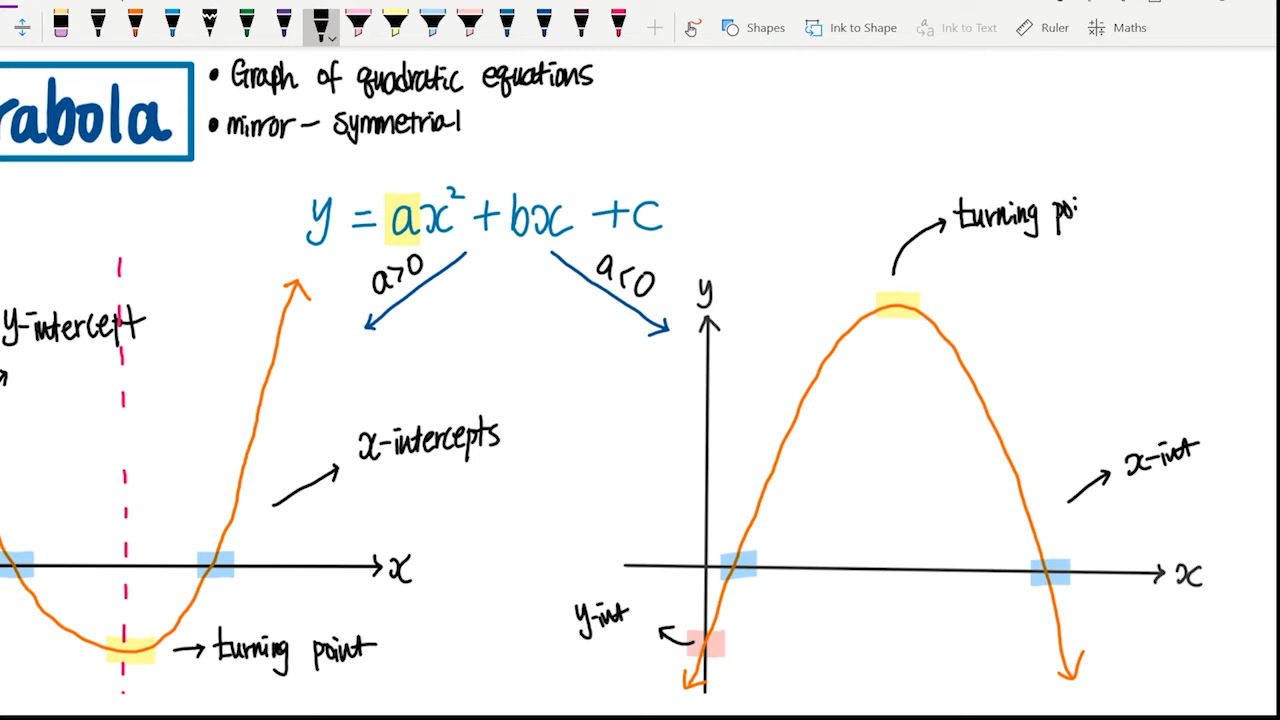 Shapes Ink to Shape Ink to Text Ruler Maths
rabola
• Graph of quadratic equations
• mirror - symmetrial
y = ax² + bx + c
a>0
a<0
turning poi
y
y-intercept
x-intercepts
x-int
x
x
y-int
turning point